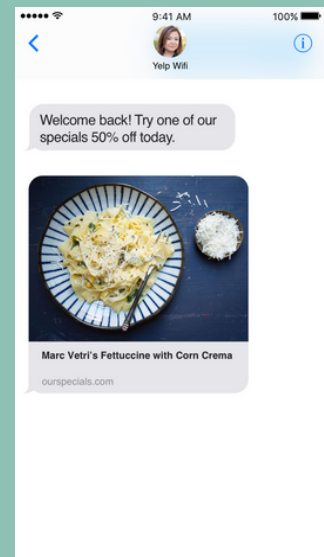 9:41 AM
100%
Yelp Wifi
Welcome back! Try one of our
specials 50% off today.
Marc Vetri's Fettuccine with Corn Crema
ourspecials.com